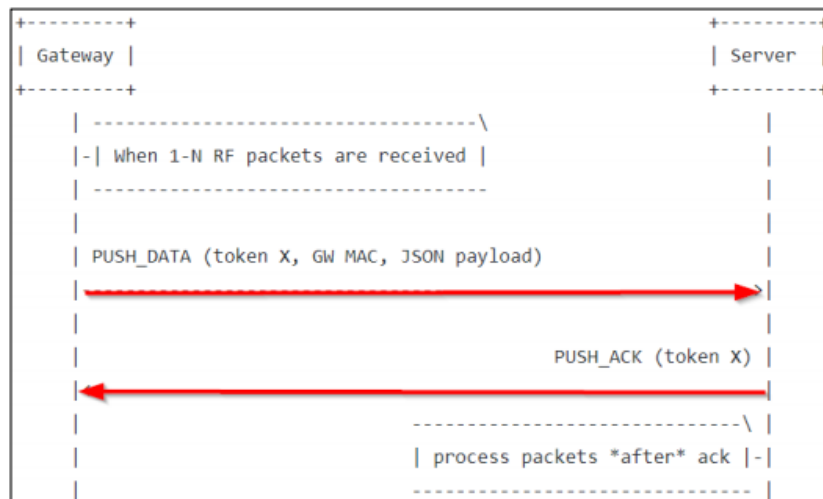 +---------+ +---------+
| Gateway | | Server |
+---------+ +---------+
| -----------------------------------\ |
|-| When 1-N RF packets are received | |
| ------------------------------------ |
| |
| PUSH_DATA (token X, GW MAC, JSON payload) |
|-------------------------------------------------------------->|
| |
| PUSH_ACK (token X) |
|<--------------------------------------------------------------|
| ------------------------------\ |
| | process packets *after* ack |-|
| ------------------------------- |